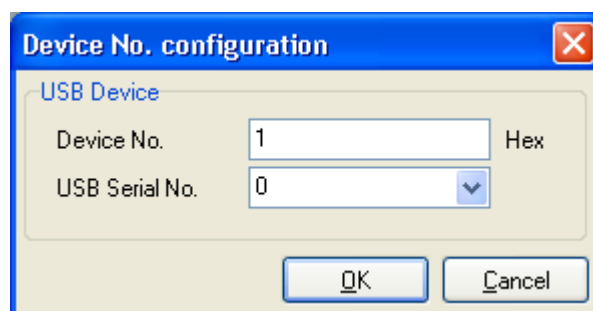 Device No. configuration
USB Device
Device No. 1 Hex
USB Serial No. 0
OK Cancel